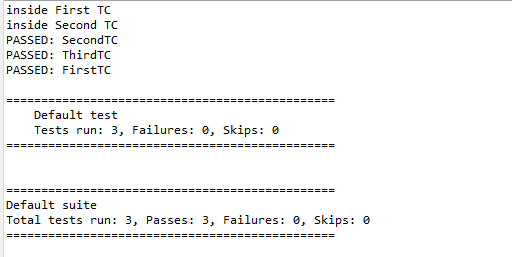 inside First TC
inside Second TC
PASSED: SecondTC
PASSED: ThirdTC
PASSED: FirstTC
===============================================
    Default test
    Tests run: 3, Failures: 0, Skips: 0
===============================================
===============================================
Default suite
Total tests run: 3, Passes: 3, Failures: 0, Skips: 0
===============================================